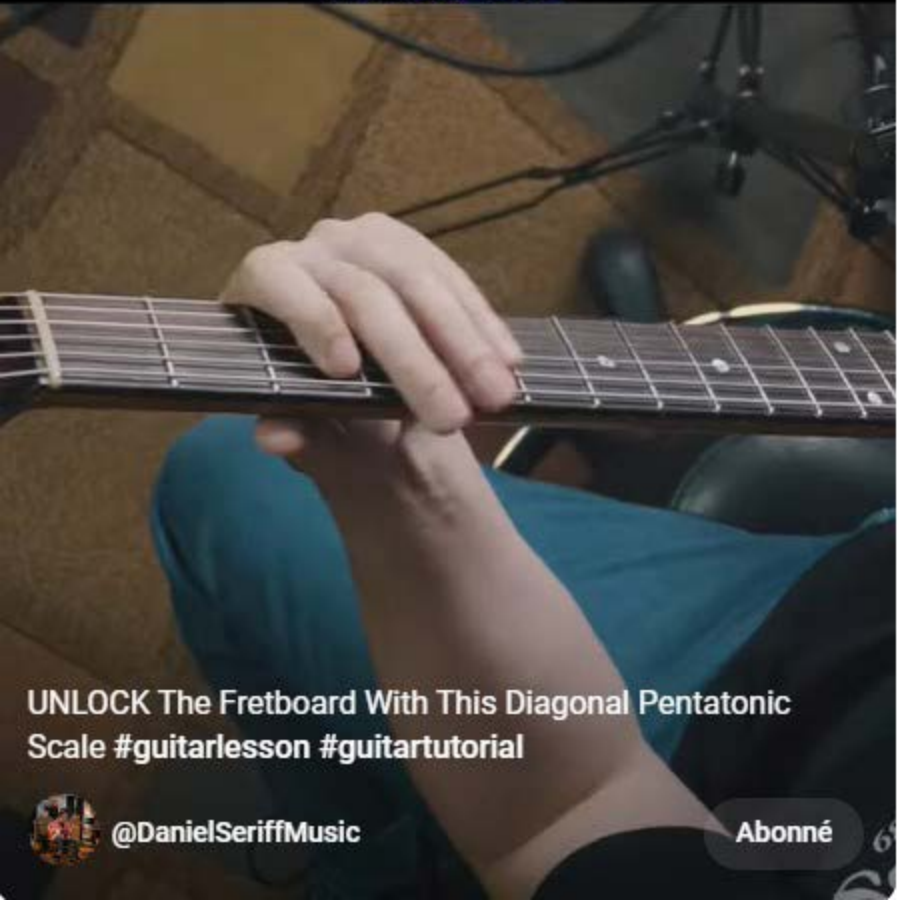 UNLOCK The Fretboard With This Diagonal Pentatonic
Scale #guitarlesson #guitartutorial
@DanielSeriffMusic
Abonné